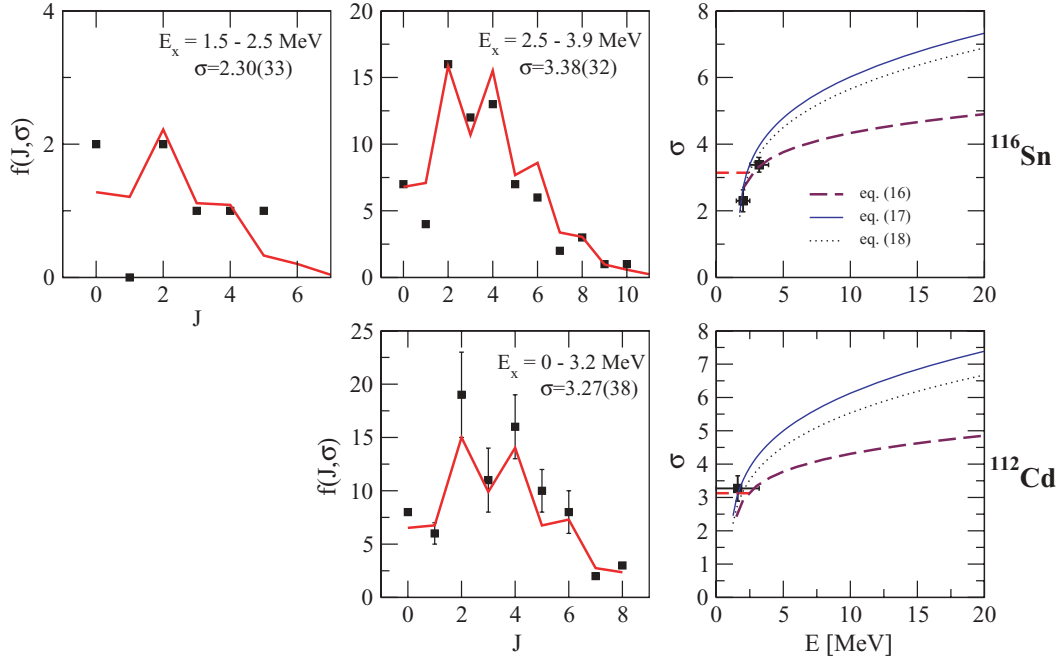 E_x = 1.5 - 2.5 MeV
σ=2.30(33)
f(J,σ)
4
2
0
0
2
4
6
J
E_x = 2.5 - 3.9 MeV
σ=3.38(32)
20
15
10
5
0
0
2
4
6
8
10
8
6
4
2
0
σ
eq. (16)
eq. (17)
eq. (18)
0
5
10
15
20
¹¹⁶Sn
E_x = 0 - 3.2 MeV
σ=3.27(38)
f(J,σ)
25
20
15
10
5
0
0
2
4
6
8
J
8
7
6
5
4
3
2
1
0
σ
0
5
10
15
20
E [MeV]
¹¹²Cd